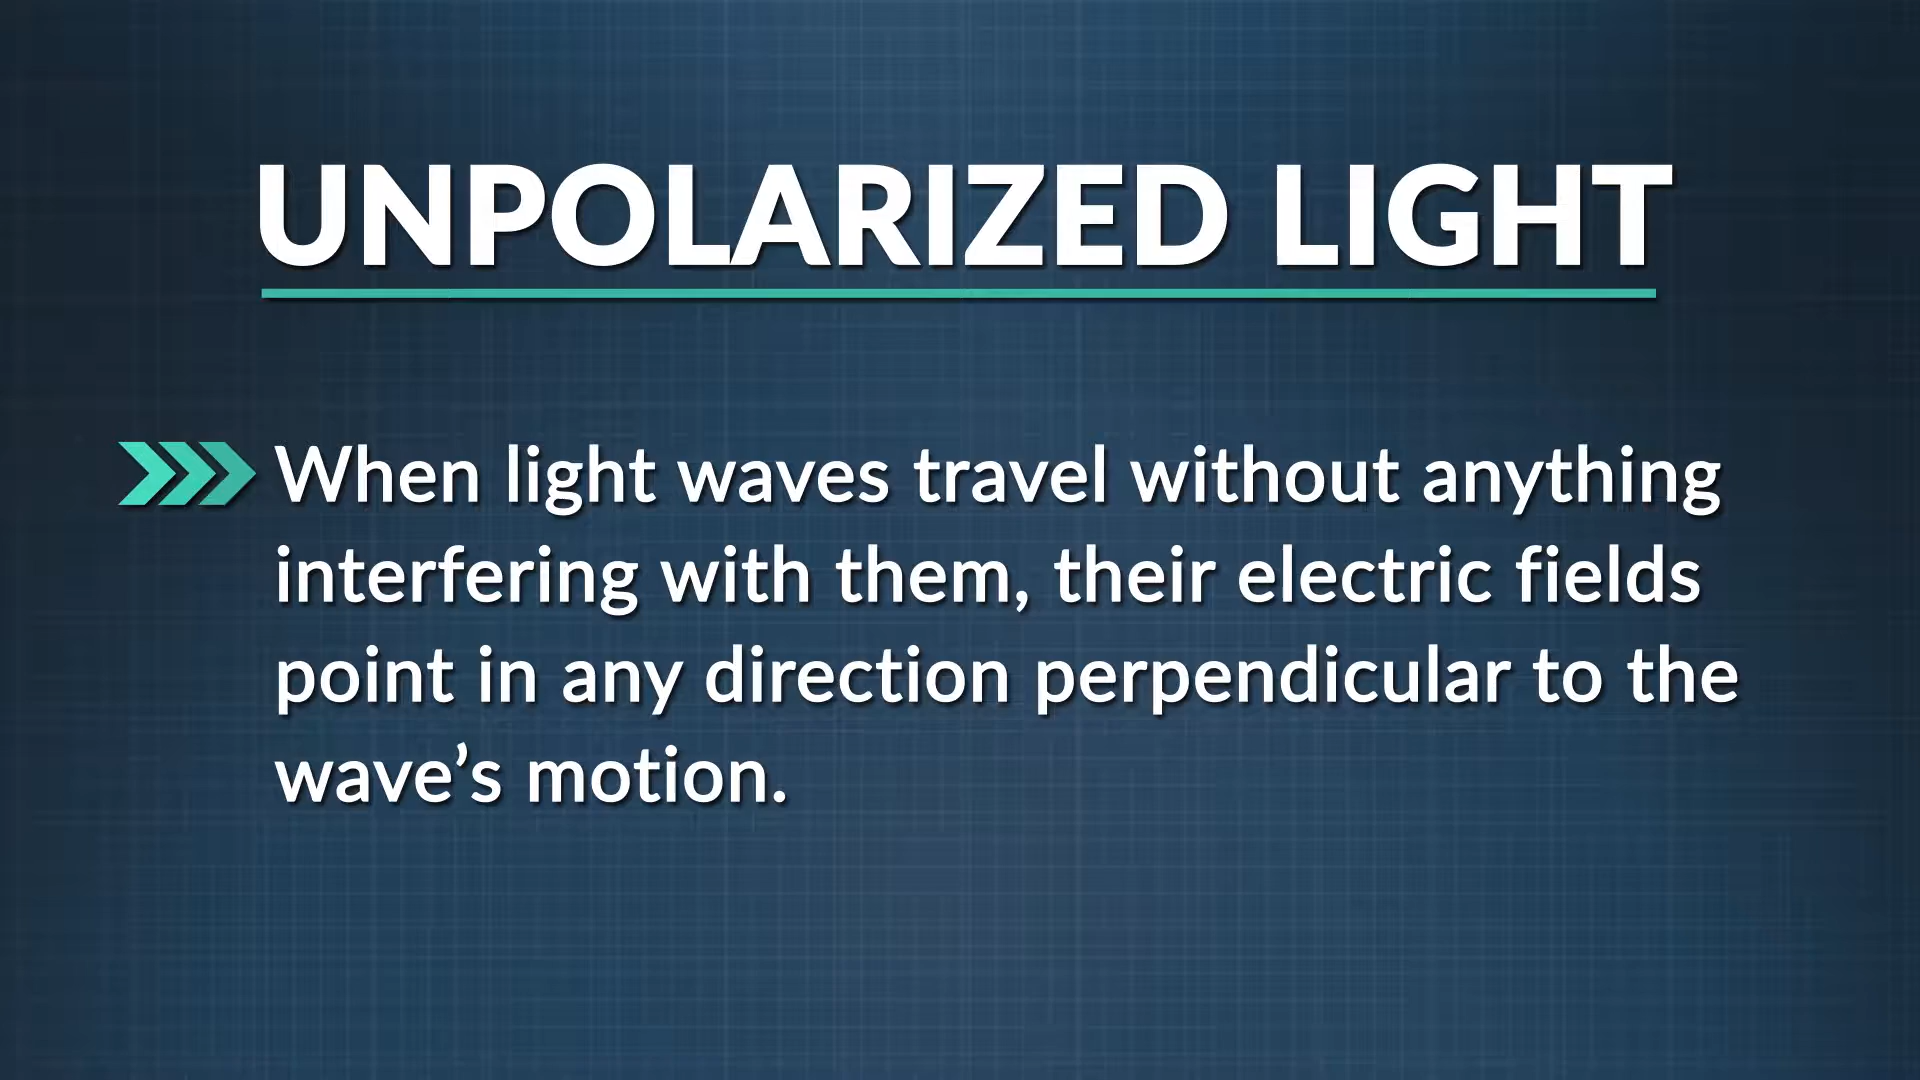 UNPOLARIZED LIGHT
When light waves travel without anything
interfering with them, their electric fields
point in any direction perpendicular to the
wave’s motion.